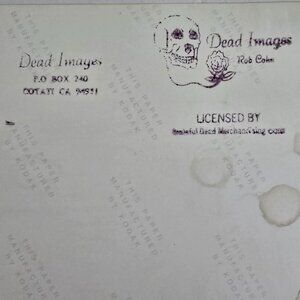 Dead Images
P.O BOX 240
COTATI CA 94931
Dead Images
Rob Cohn
LICENSED BY
Grateful Dead Merchandising CORP
THIS PAPER
MANUFACTURED
BY KODAK